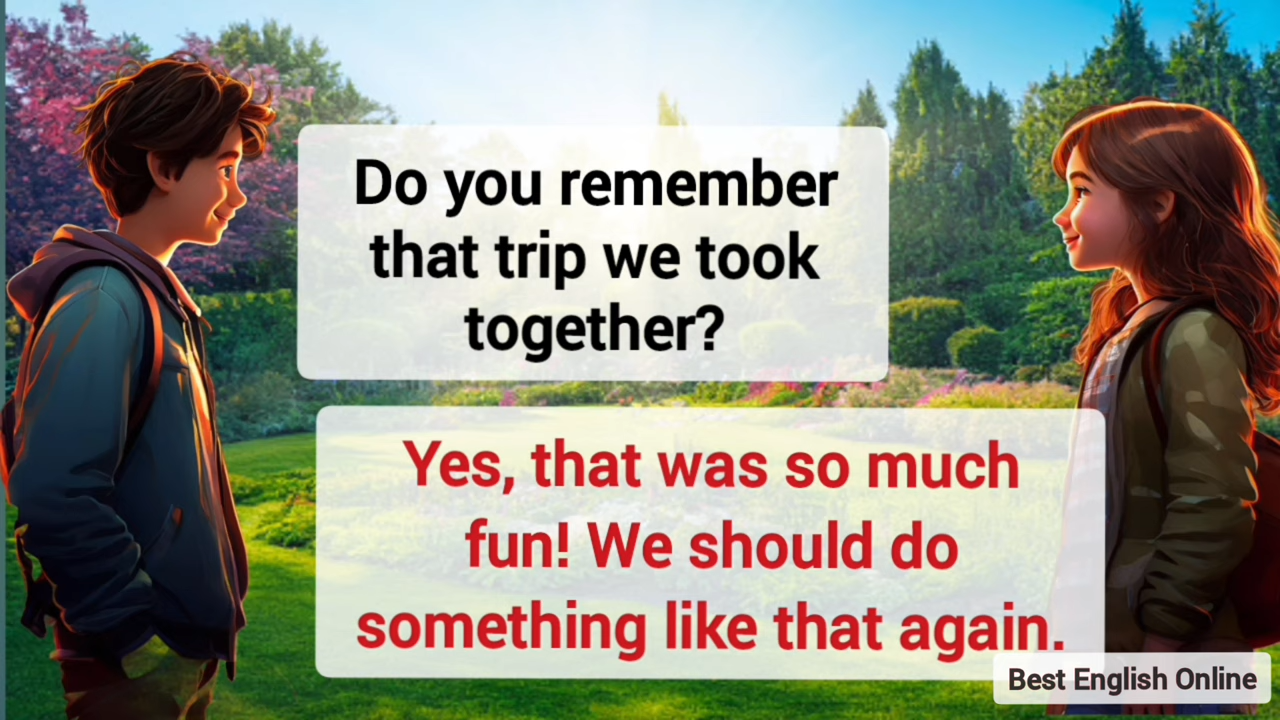 Do you remember
that trip we took
together?
Yes, that was so much
fun! We should do
something like that again.
Best English Online